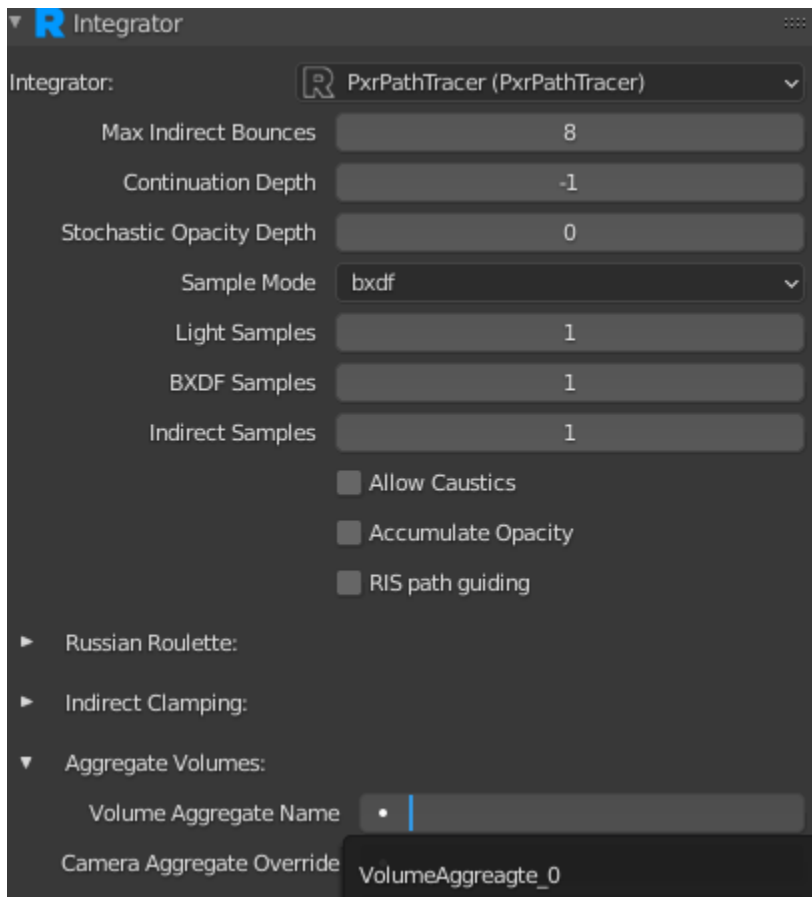 Integrator
Integrator: PxrPathTracer (PxrPathTracer)
Max Indirect Bounces 8
Continuation Depth -1
Stochastic Opacity Depth 0
Sample Mode bxdf
Light Samples 1
BXDF Samples 1
Indirect Samples 1
Allow Caustics
Accumulate Opacity
RIS path guiding
Russian Roulette:
Indirect Clamping:
Aggregate Volumes:
Volume Aggregate Name
Camera Aggregate Override
VolumeAggreagte_0